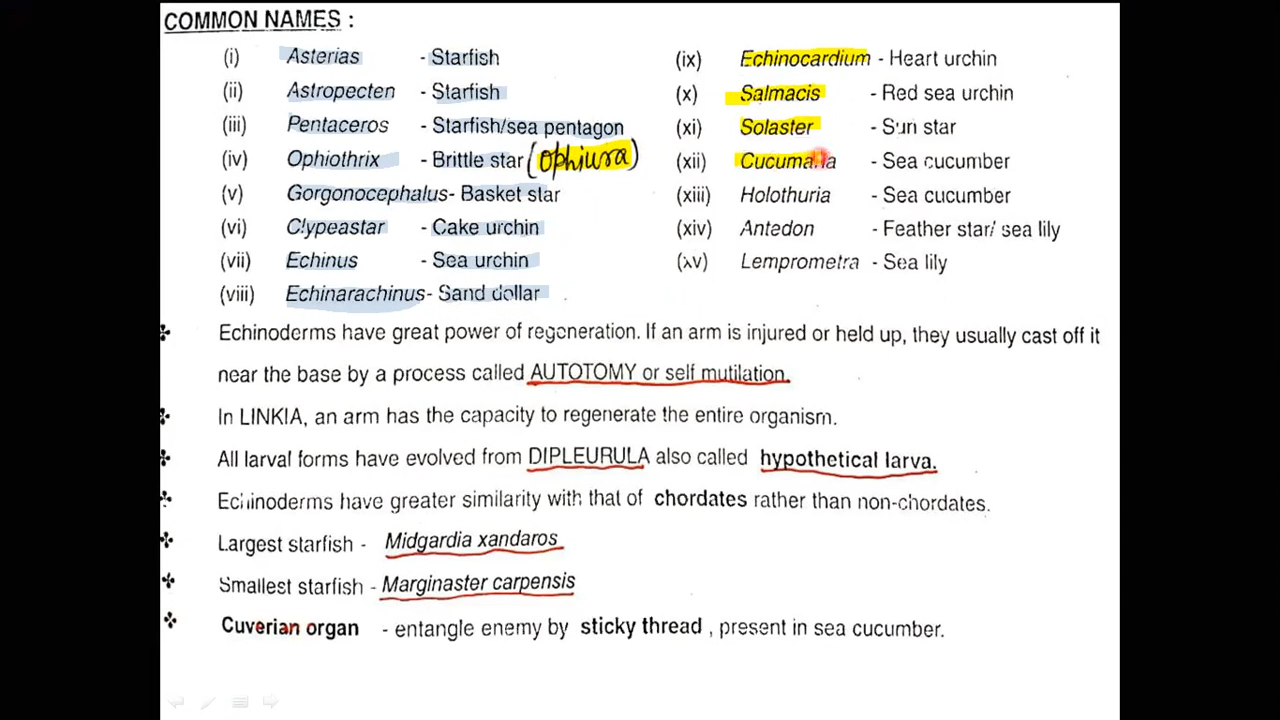 COMMON NAMES :
(i) Asterias - Starfish
(ii) Astropecten - Starfish
(iii) Pentaceros - Starfish/sea pentagon
(iv) Ophiothrix - Brittle star (Ophiura)
(v) Gorgonocephalus- Basket star
(vi) Clypeastar - Cake urchin
(vii) Echinus - Sea urchin
(viii) Echinarachinus- Sand dollar
(ix) Echinocardium - Heart urchin
(x) Salmacis - Red sea urchin
(xi) Solaster - Sun star
(xii) Cucumaria - Sea cucumber
(xiii) Holothuria - Sea cucumber
(xiv) Antedon - Feather star/ sea lily
(xv) Lemprometra - Sea lily
Echinoderms have great power of regeneration. If an arm is injured or held up, they usually cast off it
near the base by a process called AUTOTOMY or self mutilation.
In LINKIA, an arm has the capacity to regenerate the entire organism.
All larval forms have evolved from DIPLEURULA also called hypothetical larva.
Echinoderms have greater similarity with that of chordates rather than non-chordates.
Largest starfish - Midgardia xandaros
Smallest starfish - Marginaster carpensis
Cuverian organ - entangle enemy by sticky thread , present in sea cucumber.